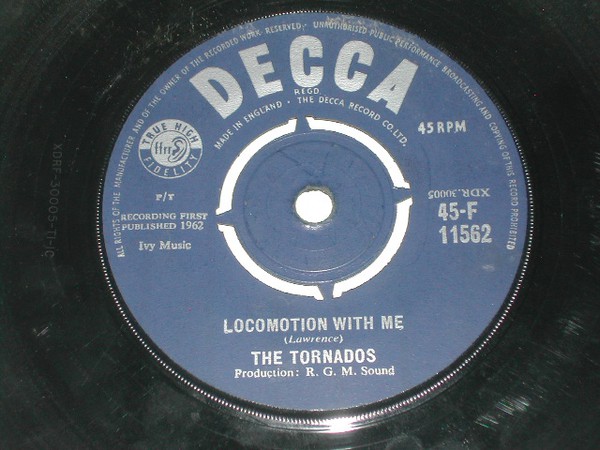 ALL RIGHTS OF THE MANUFACTURER AND OF THE OWNER OF THE RECORDED WORK RESERVED · UNAUTHORISED PUBLIC PERFORMANCE BROADCASTING AND COPYING OF THIS RECORD PROHIBITED
DECCA
REGD
MADE IN ENGLAND · THE DECCA RECORD CO. LTD.
45 RPM
TRUE HIGH
ffrr
FIDELITY
P/T
RECORDING FIRST
PUBLISHED 1962
Ivy Music
XDR.30005
45-F
11562
XDRF-30005-T1-1C
LOCOMOTION WITH ME
(Lawrence)
THE TORNADOS
Production: R. G. M. Sound